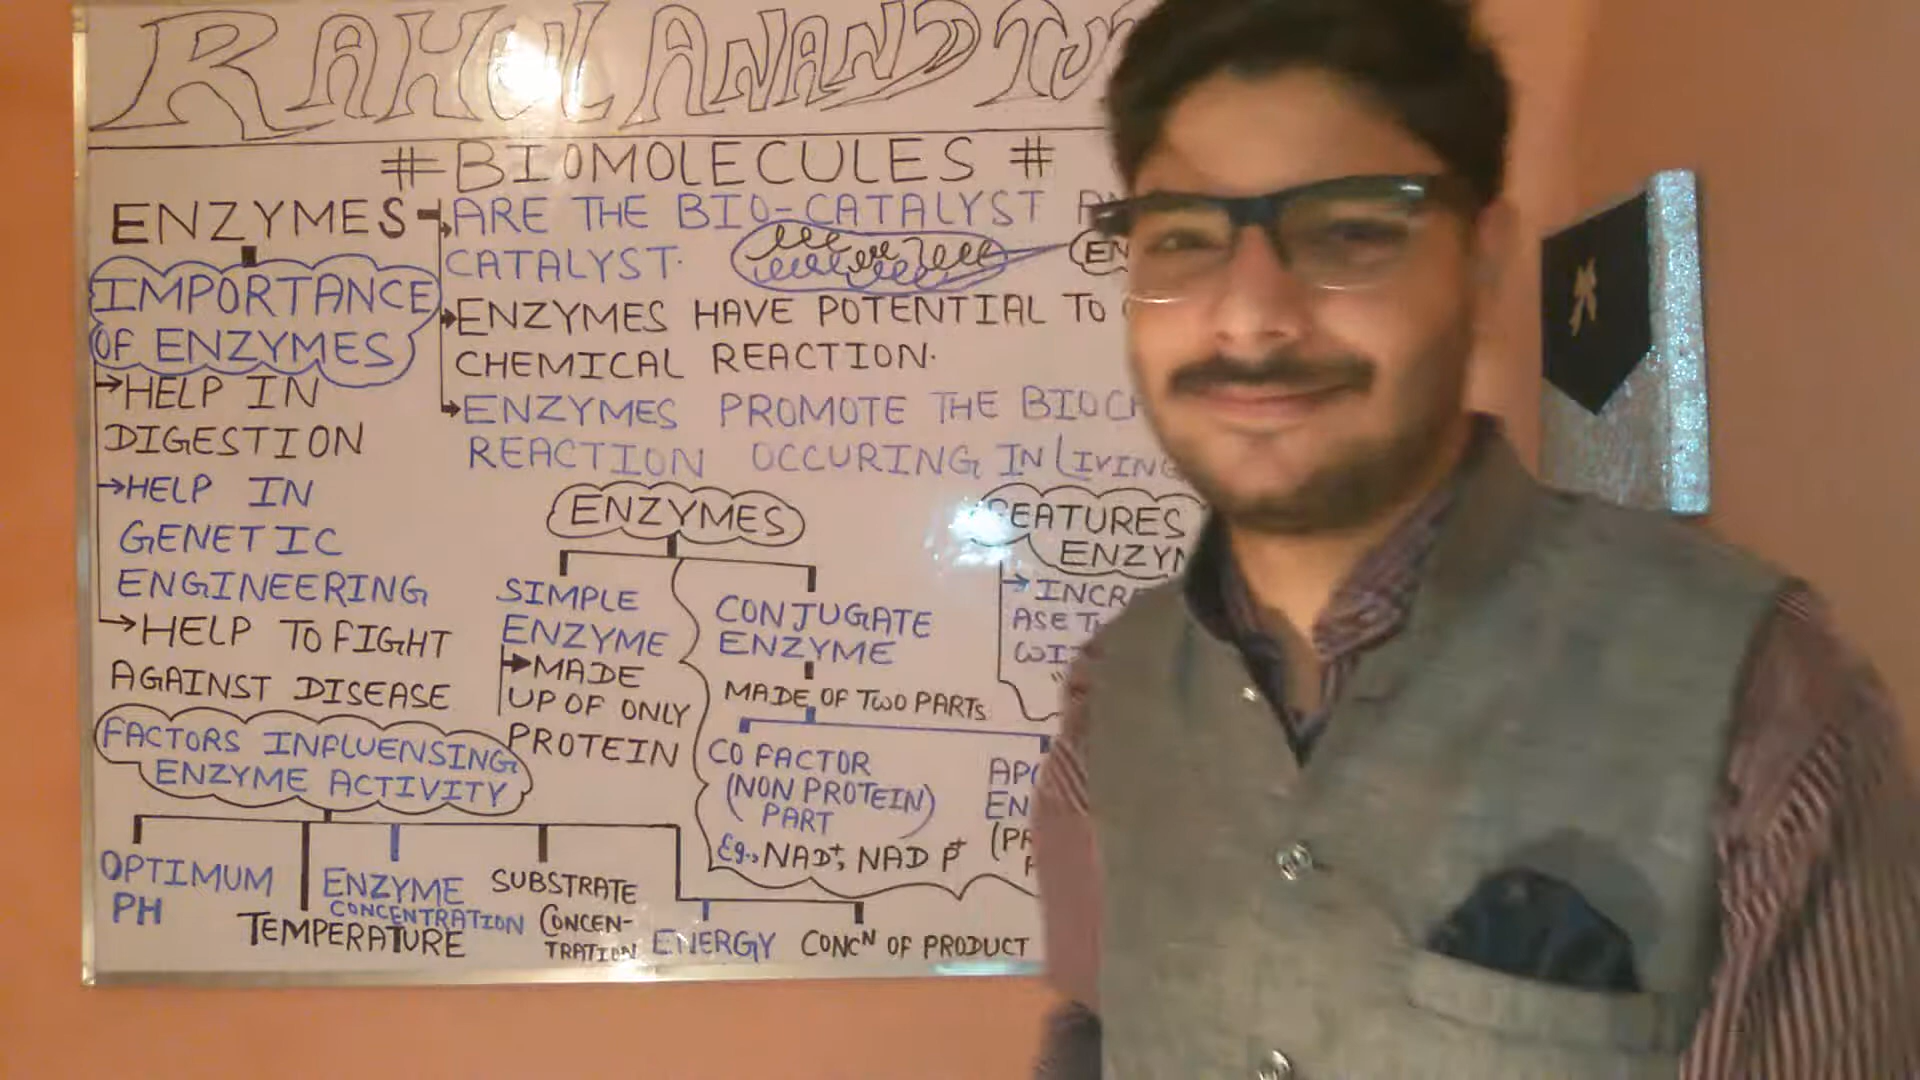 RAHUL ANAND
# BIOMOLECULES #
ENZYMES
ARE THE BIO-CATALYST
CATALYST.
ENZYMES HAVE POTENTIAL TO
CHEMICAL REACTION.
ENZYMES PROMOTE THE
REACTION OCCURING IN LIVING
IMPORTANCE
OF ENZYMES
HELP IN
DIGESTION
HELP IN
GENETIC
ENGINEERING
HELP TO FIGHT
AGAINST DISEASE
ENZYMES
SIMPLE
ENZYME
MADE
UP OF ONLY
PROTEIN
CONJUGATE
ENZYME
MADE OF TWO PARTS
CO FACTOR
(NON PROTEIN)
PART
Eg., NAD+, NAD P+
FEATURES
FACTORS INFLUENSING
ENZYME ACTIVITY
OPTIMUM
PH
TEMPERATURE
ENZYME
CONCENTRATION
SUBSTRATE
CONCEN-
TRATION
ENERGY
CONCN OF PRODUCT